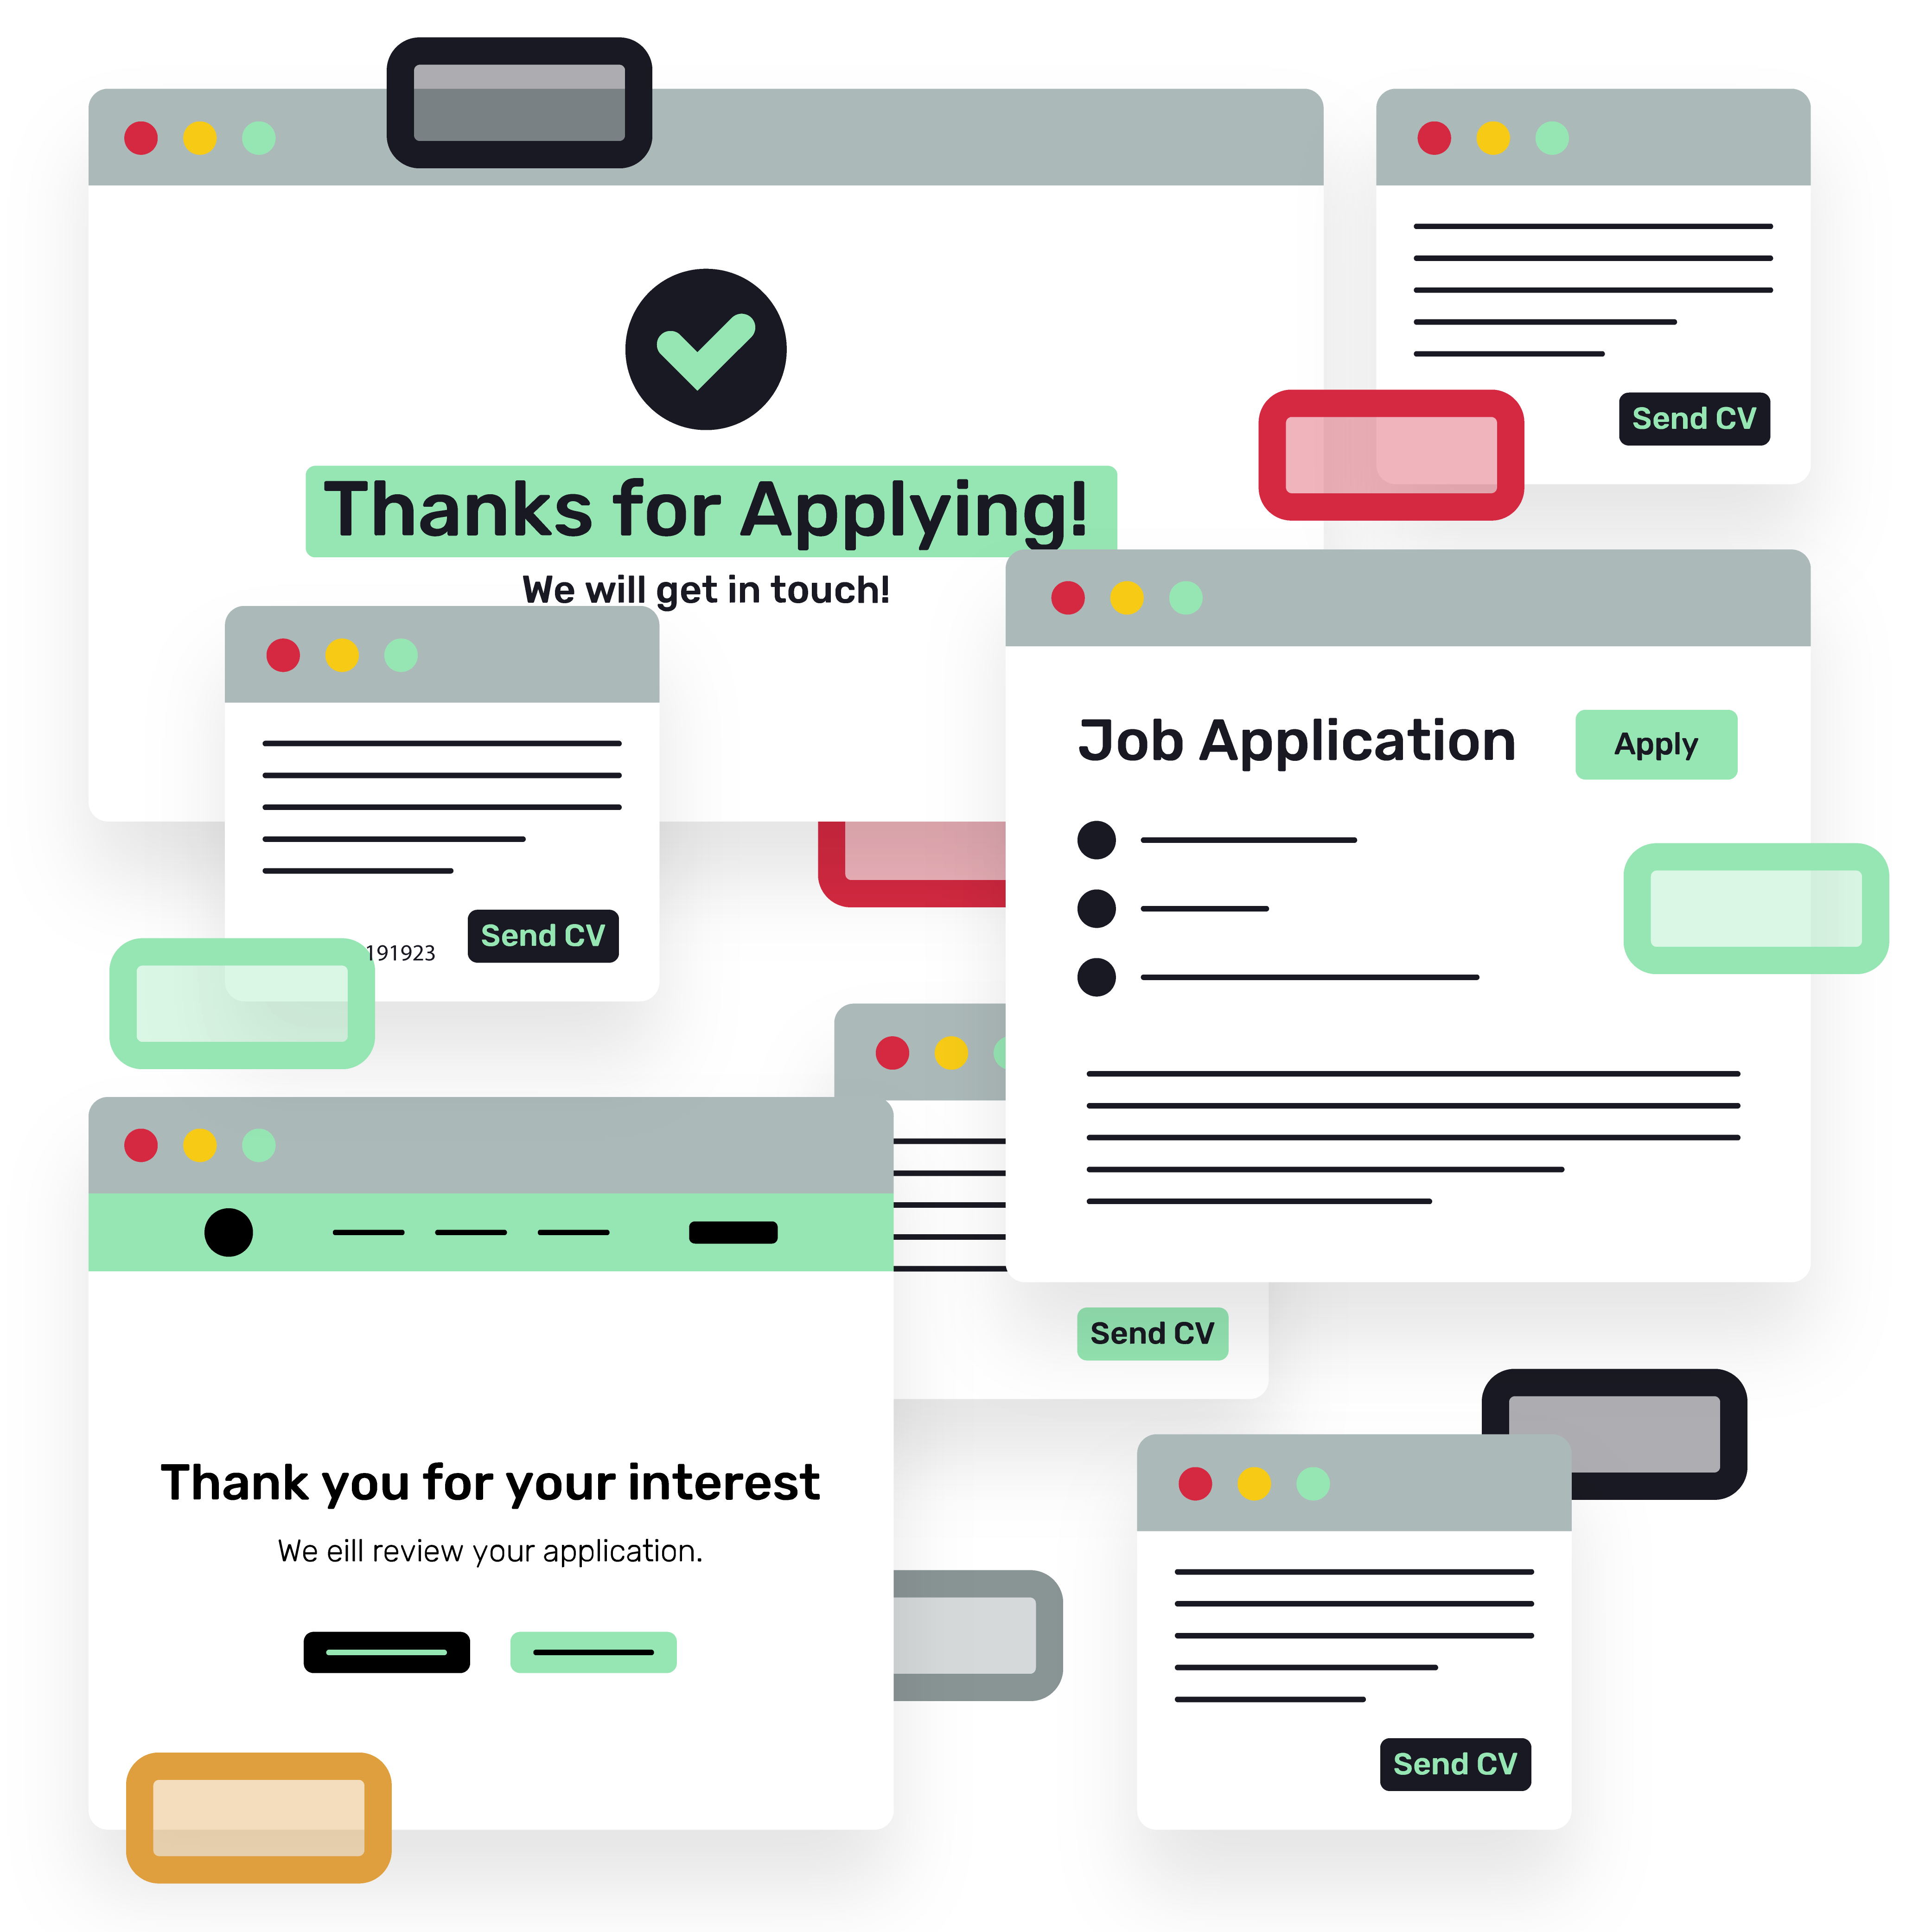 Send CV
Thanks for Applying!
We will get in touch!
Job Application
Apply
191923
Send CV
Send CV
Thank you for your interest
We eill review your application.
Send CV